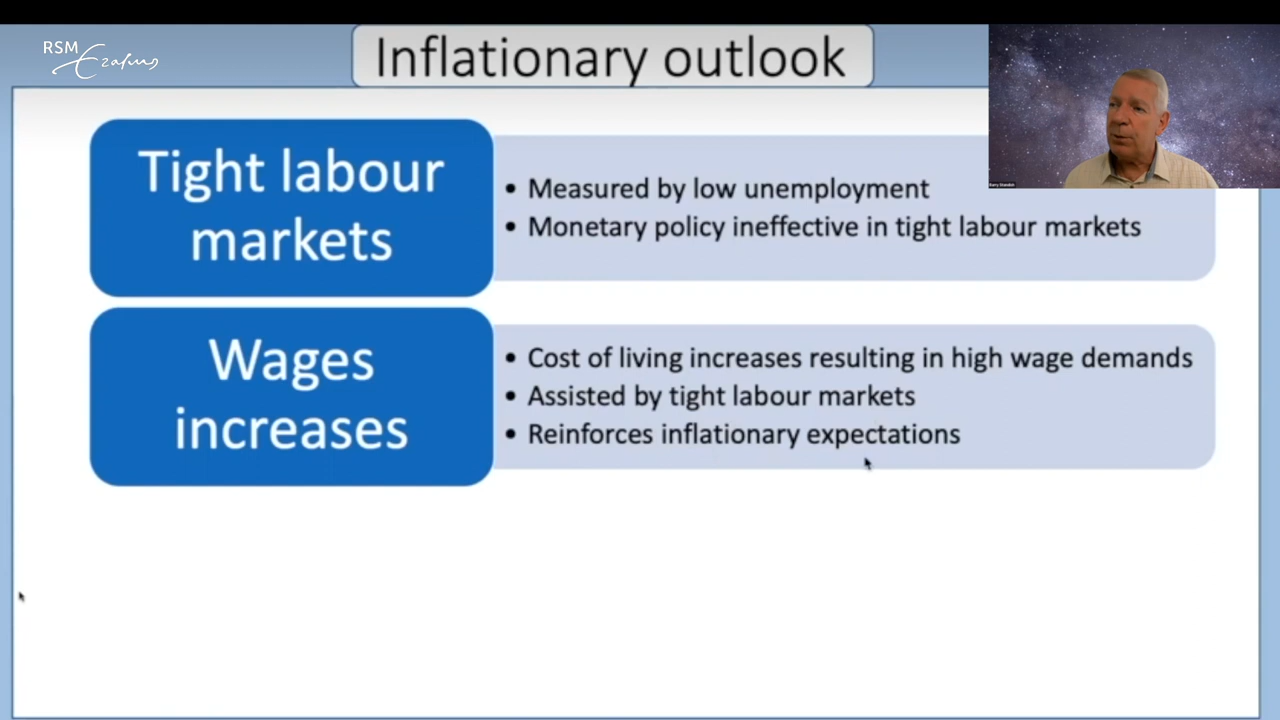 RSM
Erasmus
Inflationary outlook
Tight labour
markets
• Measured by low unemployment
• Monetary policy ineffective in tight labour markets
Wages
increases
• Cost of living increases resulting in high wage demands
• Assisted by tight labour markets
• Reinforces inflationary expectations